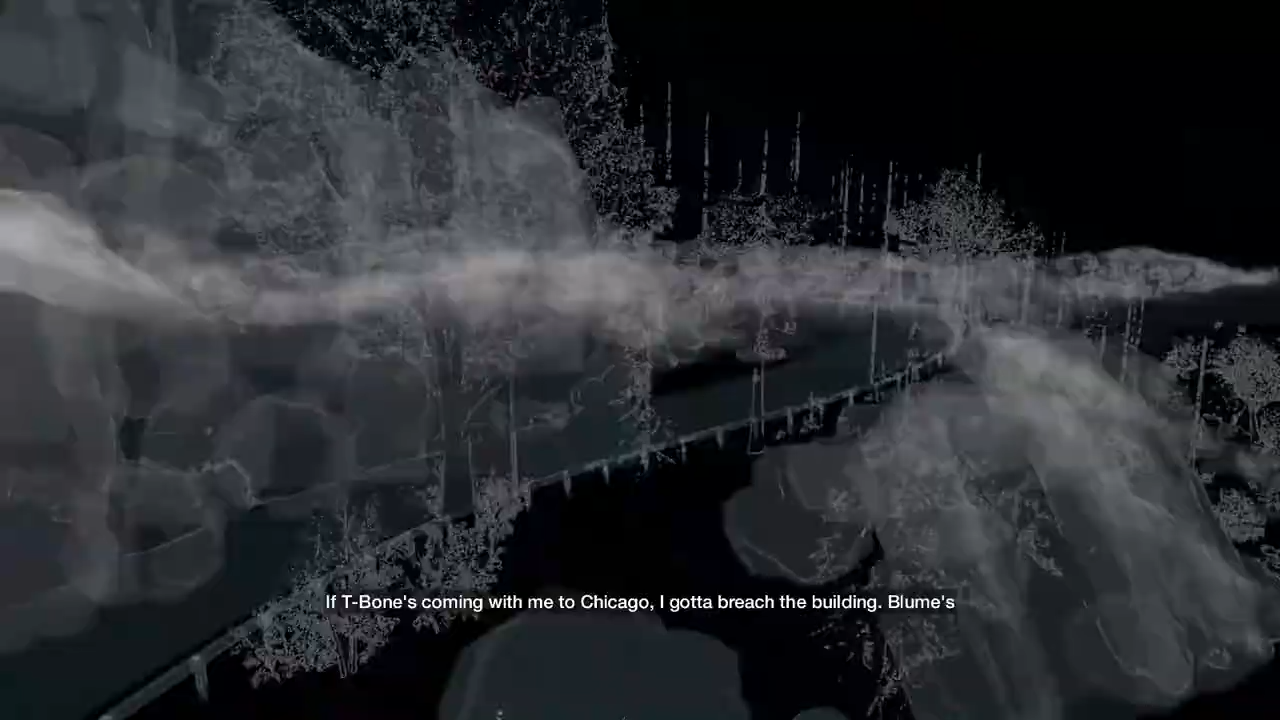 If T-Bone's coming with me to Chicago, I gotta breach the building. Blume's